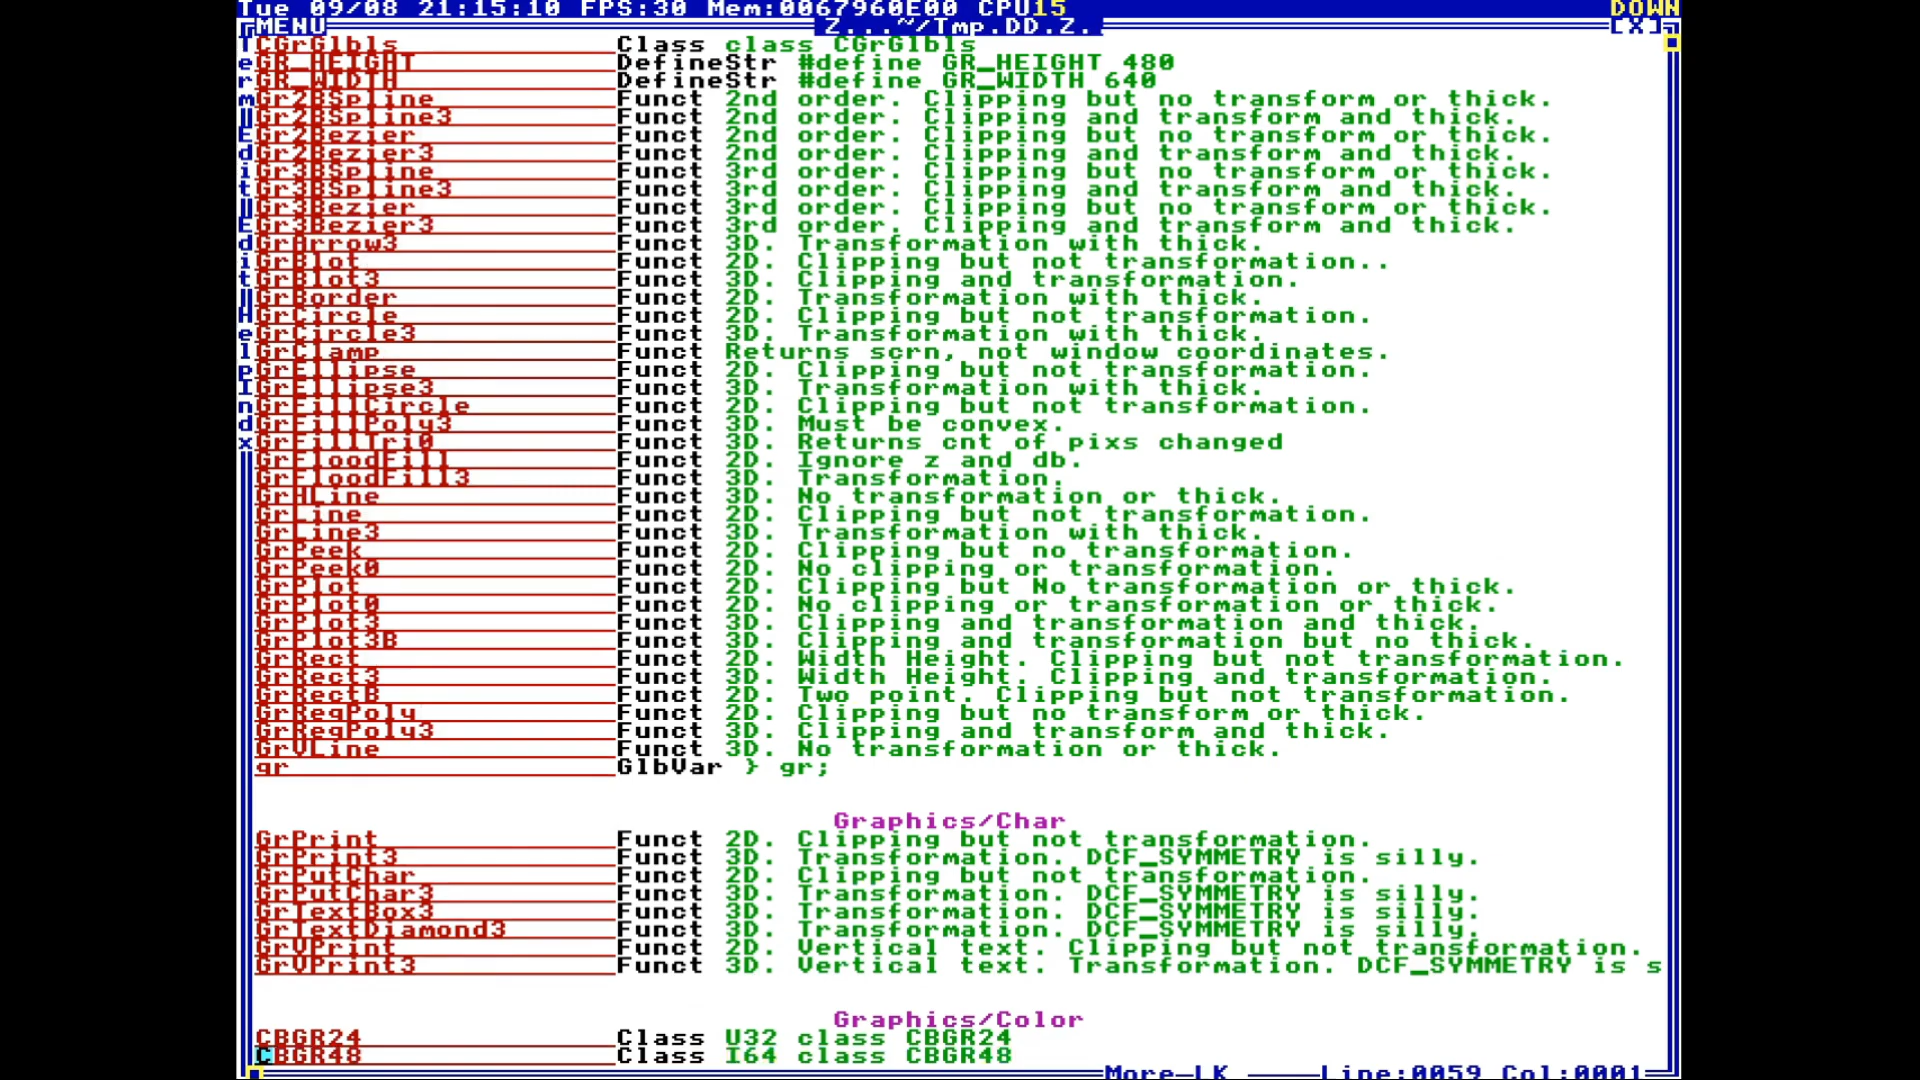 Tue 09/08 21:15:10 FPS:30 Mem:0067960E00 CPU15 DOWN
MENU Z...~/Tmp.DD.Z. [X]
CGrGlbls Class class CGrGlbls
GR_HEIGHT DefineStr #define GR_HEIGHT 480
GR_WIDTH DefineStr #define GR_WIDTH 640
Gr2BSpline Funct 2nd order. Clipping but no transform or thick.
Gr2BSpline3 Funct 2nd order. Clipping and transform and thick.
Gr2Bezier Funct 2nd order. Clipping but no transform or thick.
Gr2Bezier3 Funct 2nd order. Clipping and transform and thick.
Gr3BSpline Funct 3rd order. Clipping but no transform or thick.
Gr3BSpline3 Funct 3rd order. Clipping and transform and thick.
Gr3Bezier Funct 3rd order. Clipping but no transform or thick.
Gr3Bezier3 Funct 3rd order. Clipping and transform and thick.
GrArrow3 Funct 3D. Transformation with thick.
GrBlot Funct 2D. Clipping but not transformation..
GrBlot3 Funct 3D. Clipping and transformation.
GrBorder Funct 2D. Transformation with thick.
GrCircle Funct 2D. Clipping but not transformation.
GrCircle3 Funct 3D. Transformation with thick.
GrClamp Funct Returns scrn, not window coordinates.
GrEllipse Funct 2D. Clipping but not transformation.
GrEllipse3 Funct 3D. Transformation with thick.
GrFillCircle Funct 2D. Clipping but not transformation.
GrFillPoly3 Funct 3D. Must be convex.
GrFillTri0 Funct 3D. Returns cnt of pixs changed
GrFloodFill Funct 2D. Ignore z and db.
GrFloodFill3 Funct 3D. Transformation.
GrHLine Funct 3D. No transformation or thick.
GrLine Funct 2D. Clipping but not transformation.
GrLine3 Funct 3D. Transformation with thick.
GrPeek Funct 2D. Clipping but no transformation.
GrPeek0 Funct 2D. No clipping or transformation.
GrPlot Funct 2D. Clipping but No transformation or thick.
GrPlot0 Funct 2D. No clipping or transformation or thick.
GrPlot3 Funct 3D. Clipping and transformation and thick.
GrPlot3B Funct 3D. Clipping and transformation but no thick.
GrRect Funct 2D. Width Height. Clipping but not transformation.
GrRect3 Funct 3D. Width Height. Clipping and transformation.
GrRectB Funct 2D. Two point. Clipping but not transformation.
GrRegPoly Funct 2D. Clipping but no transform or thick.
GrRegPoly3 Funct 3D. Clipping and transform and thick.
GrVLine Funct 3D. No transformation or thick.
gr GlbVar } gr;
Graphics/Char
GrPrint Funct 2D. Clipping but not transformation.
GrPrint3 Funct 3D. Transformation. DCF_SYMMETRY is silly.
GrPutChar Funct 2D. Clipping but not transformation.
GrPutChar3 Funct 3D. Transformation. DCF_SYMMETRY is silly.
GrTextBox3 Funct 3D. Transformation. DCF_SYMMETRY is silly.
GrTextDiamond3 Funct 3D. Transformation. DCF_SYMMETRY is silly.
GrVPrint Funct 2D. Vertical text. Clipping but not transformation.
GrVPrint3 Funct 3D. Vertical text. Transformation. DCF_SYMMETRY is s
Graphics/Color
CBGR24 Class U32 class CBGR24
CBGR48 Class I64 class CBGR48
More-LK Line:0059 Col:0001